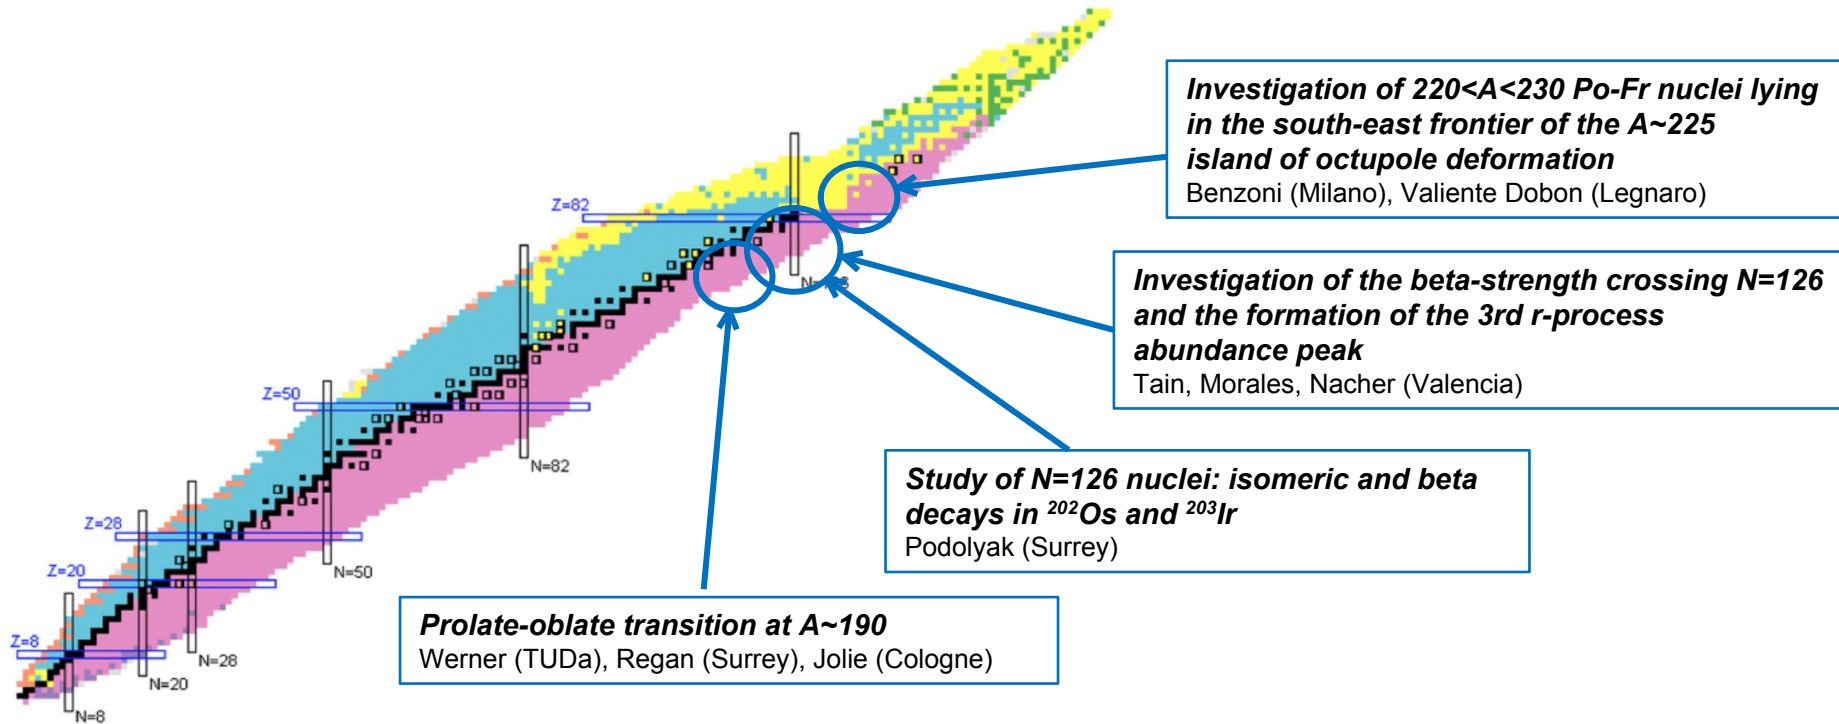 Investigation of 220<A<230 Po-Fr nuclei lying
in the south-east frontier of the A~225
island of octupole deformation
Benzoni (Milano), Valiente Dobon (Legnaro)
Z=82
Investigation of the beta-strength crossing N=126
and the formation of the 3rd r-process
abundance peak
Tain, Morales, Nacher (Valencia)
Z=50
N=82
Study of N=126 nuclei: isomeric and beta
decays in ²⁰²Os and ²⁰³Ir
Podolyak (Surrey)
Z=28
N=50
Z=20
Prolate-oblate transition at A~190
Werner (TUDa), Regan (Surrey), Jolie (Cologne)
Z=8
N=28
N=20
N=8